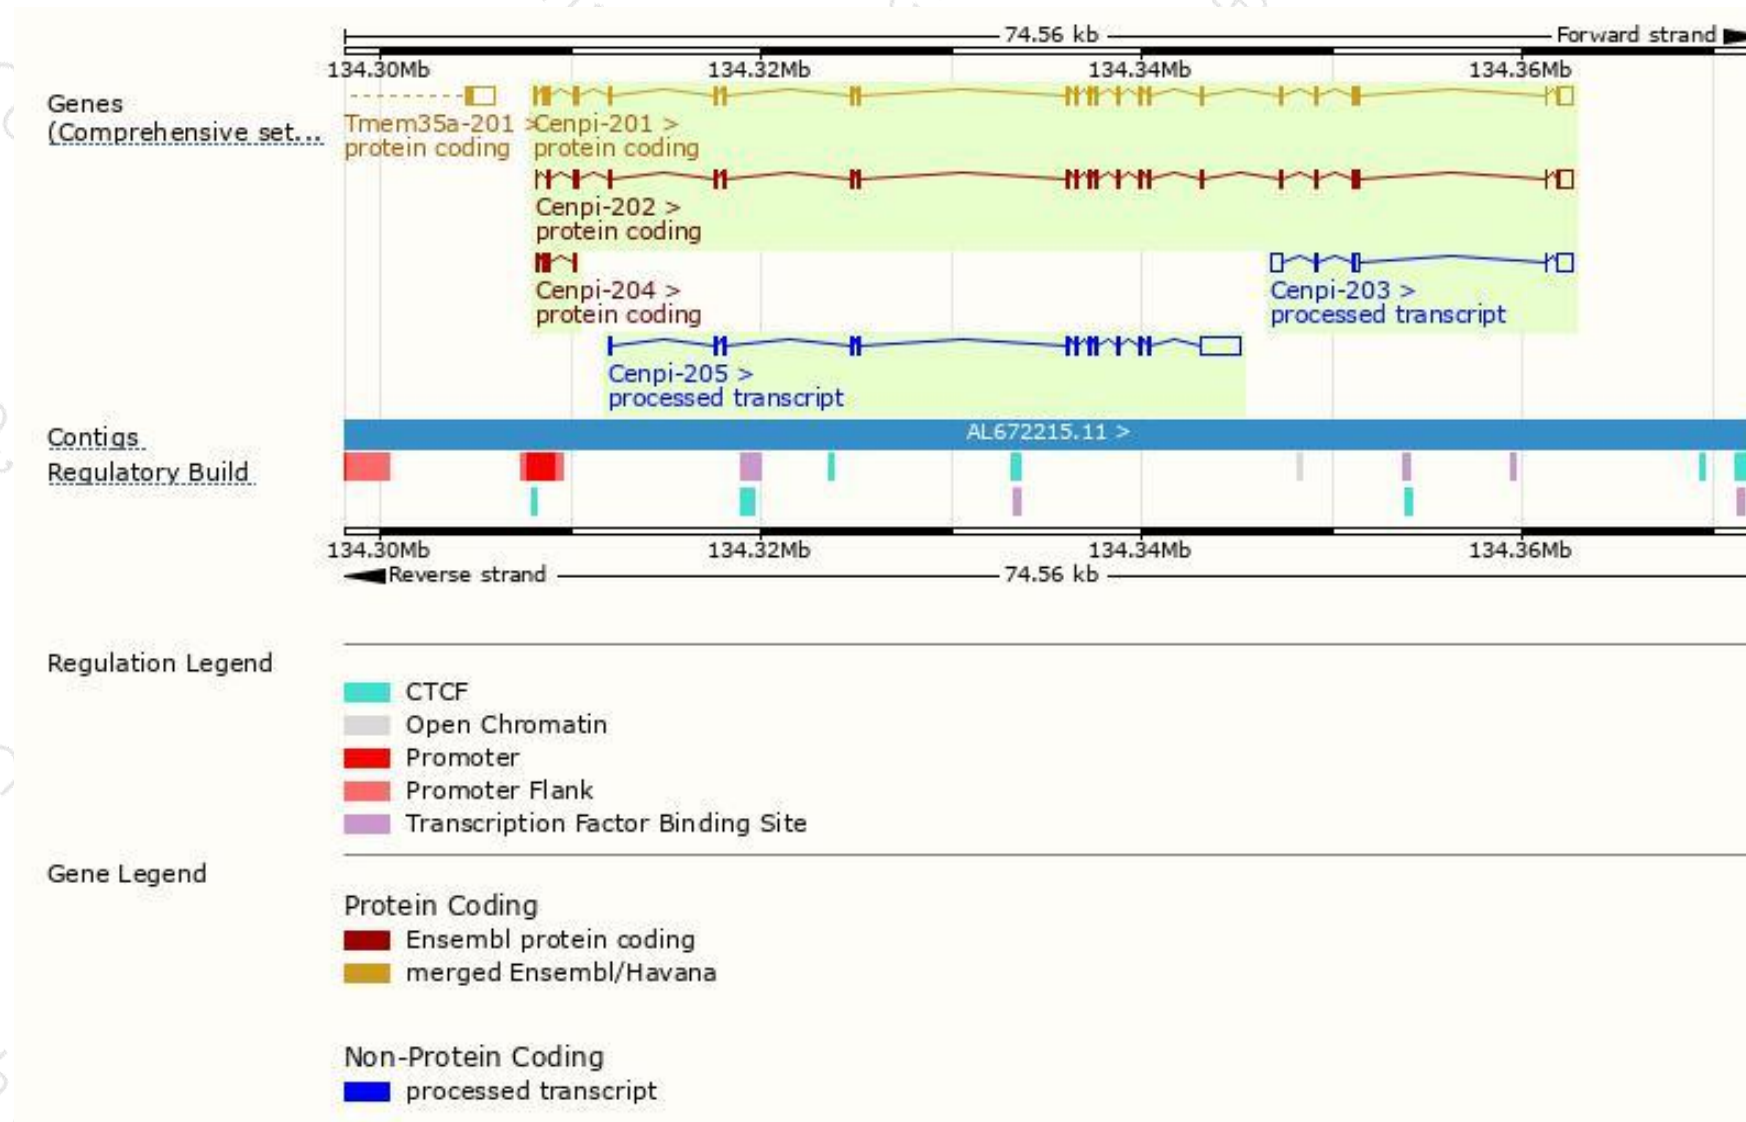 74.56 kb
Forward strand
134.30Mb 134.32Mb 134.34Mb 134.36Mb
Genes
(Comprehensive set...
Tmem35a-201 >
protein coding
Cenpi-201 >
protein coding
Cenpi-202 >
protein coding
Cenpi-204 >
protein coding
Cenpi-203 >
processed transcript
Cenpi-205 >
processed transcript
Contigs
AL672215.11 >
Regulatory Build
134.30Mb 134.32Mb 134.34Mb 134.36Mb
Reverse strand
74.56 kb
Regulation Legend
CTCF
Open Chromatin
Promoter
Promoter Flank
Transcription Factor Binding Site
Gene Legend
Protein Coding
Ensembl protein coding
merged Ensembl/Havana
Non-Protein Coding
processed transcript